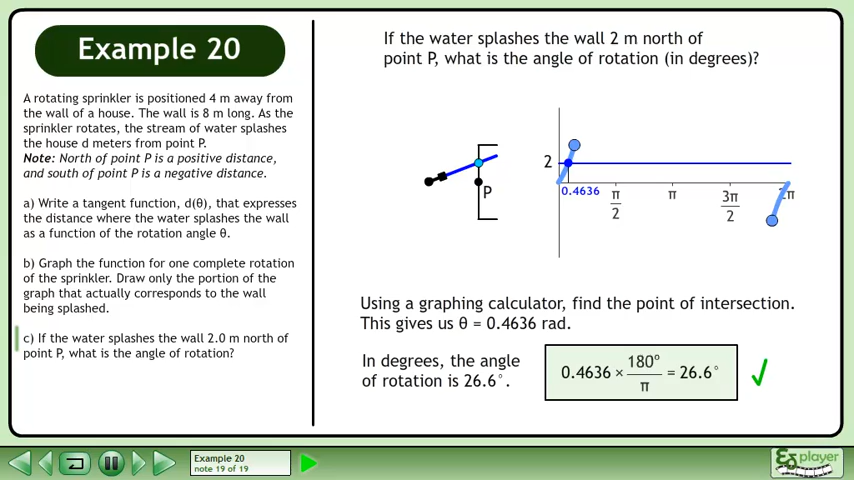 Example 20
A rotating sprinkler is positioned 4 m away from
the wall of a house. The wall is 8 m long. As the
sprinkler rotates, the stream of water splashes
the house d meters from point P.
Note: North of point P is a positive distance,
and south of point P is a negative distance.
a) Write a tangent function, d(θ), that expresses
the distance where the water splashes the wall
as a function of the rotation angle θ.
b) Graph the function for one complete rotation
of the sprinkler. Draw only the portion of the
graph that actually corresponds to the wall
being splashed.
c) If the water splashes the wall 2.0 m north of
point P, what is the angle of rotation?
If the water splashes the wall 2 m north of
point P, what is the angle of rotation (in degrees)?
P
2
0.4636
π
2
π
3π
2
2π
Using a graphing calculator, find the point of intersection.
This gives us θ = 0.4636 rad.
In degrees, the angle
of rotation is 26.6°.
0.4636 × 180° / π = 26.6°
Example 20
note 19 of 19
player